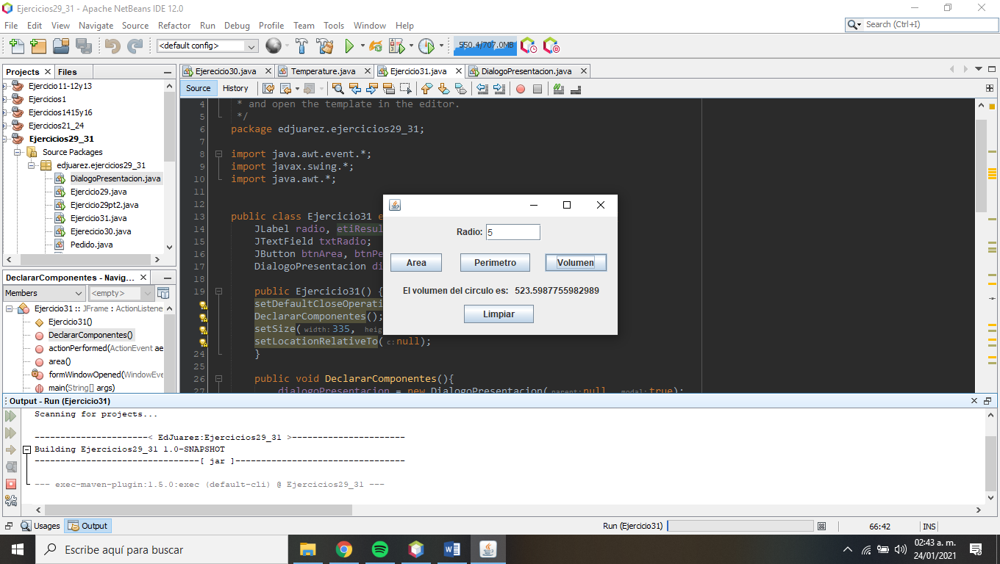 Ejercicios29_31 - Apache NetBeans IDE 12.0
File Edit View Navigate Source Refactor Run Debug Profile Team Tools Window Help
Search (Ctrl+I)
<default config>
550.4/707.0MB
Projects Files
Ejercicio11-12y13
Ejercicios1
Ejercicios1415y16
Ejercicios21_24
Ejercicios29_31
Source Packages
edjuarez.ejercicios29_31
DialogoPresentacion.java
Ejercicio29.java
Ejercicio29pt2.java
Ejercicio31.java
Ejerecicio30.java
Pedido.java
DeclararComponentes - Navig...
Members <empty>
Ejercicio31 :: JFrame : ActionListene
Ejercicio31()
DeclararComponentes()
actionPerformed(ActionEvent ae
area()
formWindowOpened(WindowEve
main(String[] args)
Ejerecicio30.java Temperature.java Ejercicio31.java DialogoPresentacion.java
Source History
4 * and open the template in the editor.
5 */
6 package edjuarez.ejercicios29_31;
7
8 import java.awt.event.*;
9 import javax.swing.*;
10 import java.awt.*;
11
12
13 public class Ejercicio31 e
14 JLabel radio, etiResul
15 JTextField txtRadio;
16 JButton btnArea, btnPe
17 DialogoPresentacion di
18
19 public Ejercicio31() {
setDefaultCloseOperati
DeclararComponentes();
setSize( width: 335, heig
setLocationRelativeTo( c: null);
24 }
25
26 public void DeclararComponentes(){
27 dialogoPresentacion = new DialogoPresentacion( parent: null, modal: true);
Radio: 5
Area Perimetro Volumen
El volumen del circulo es: 523.5987755982989
Limpiar
Output - Run (Ejercicio31)
Scanning for projects...
----------------------< EdJuarez:Ejercicios29_31 >----------------------
Building Ejercicios29_31 1.0-SNAPSHOT
--------------------------------[ jar ]---------------------------------
--- exec-maven-plugin:1.5.0:exec (default-cli) @ Ejercicios29_31 ---
Usages Output
Run (Ejercicio31)
66:42 INS
Escribe aquí para buscar
02:43 a. m.
24/01/2021